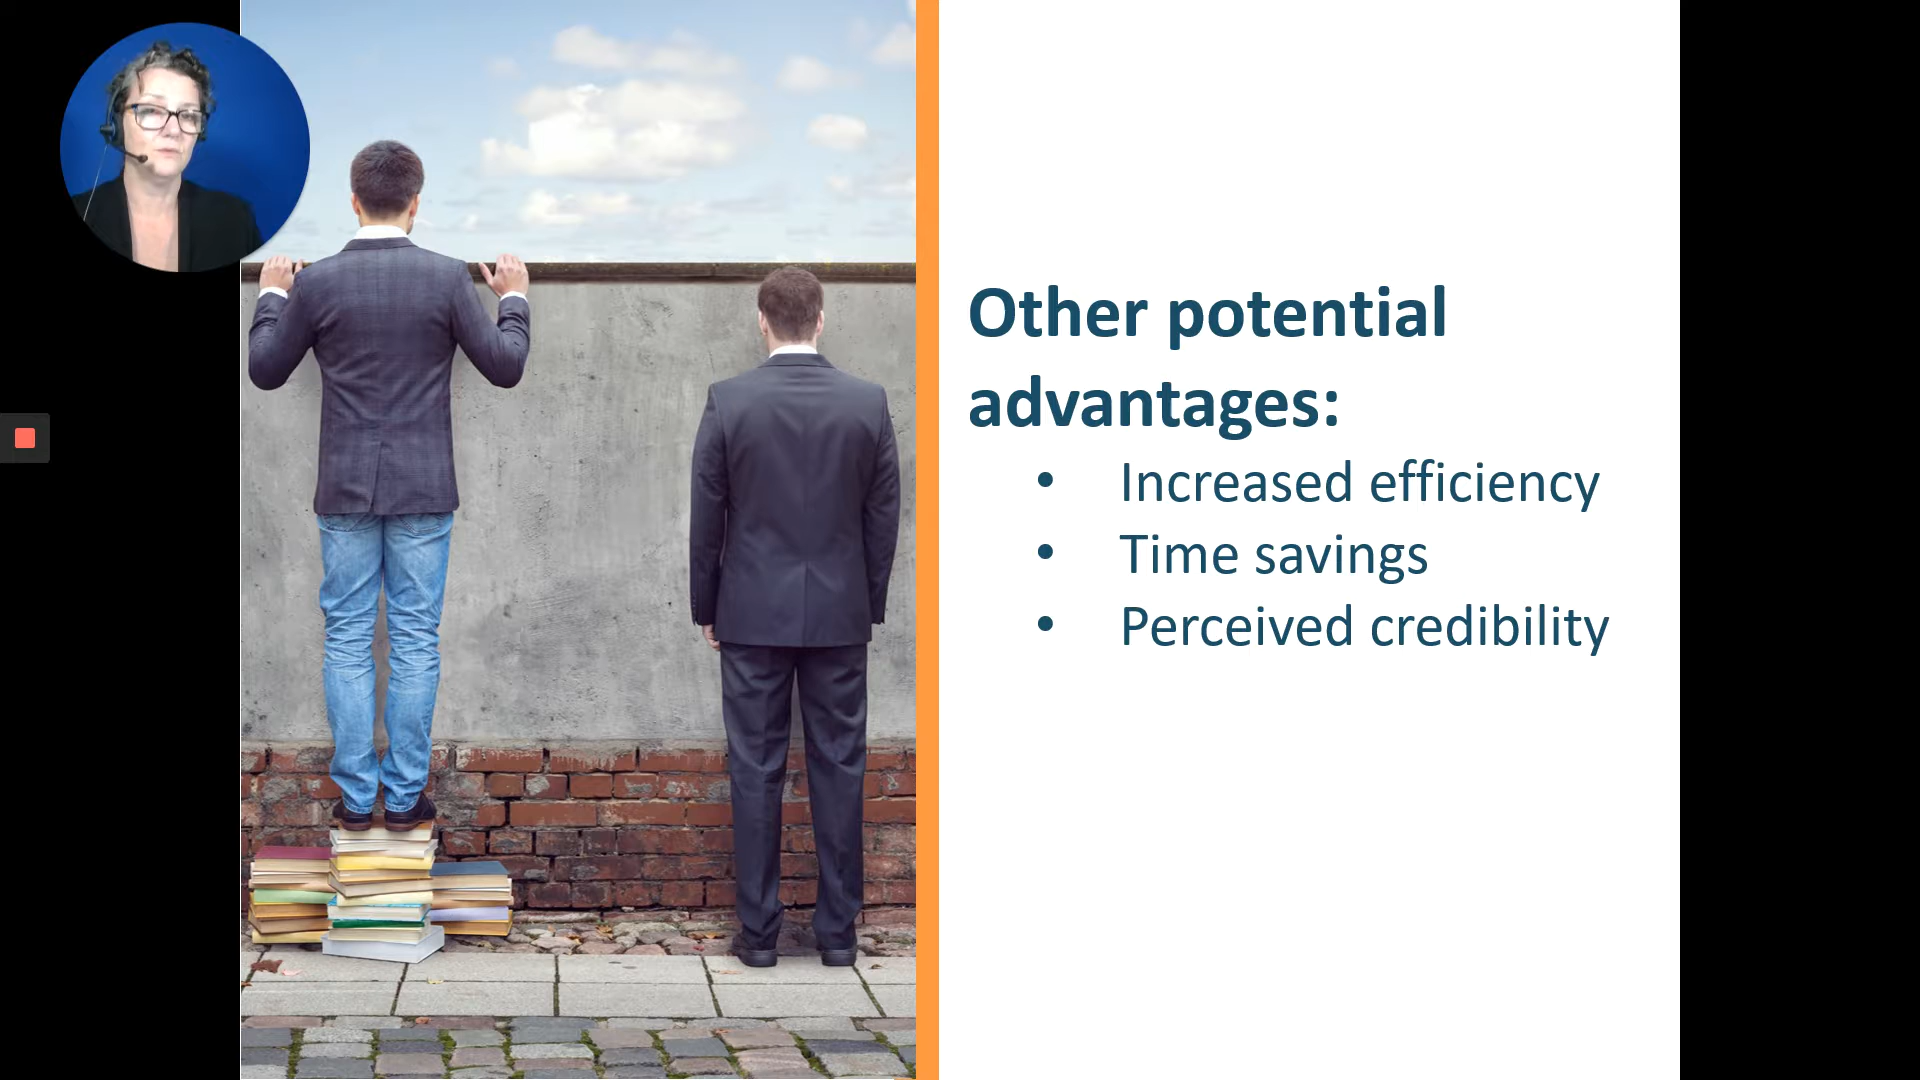 Other potential
advantages:
• Increased efficiency
• Time savings
• Perceived credibility